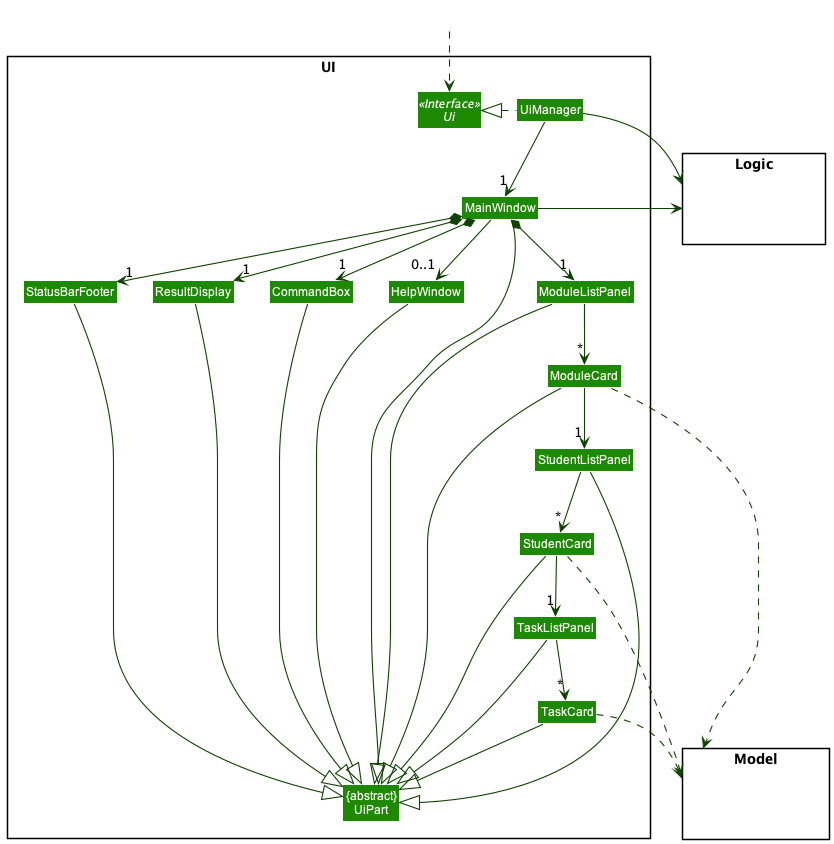 UI
«Interface»
Ui
UiManager
Logic
1
MainWindow
1
1
1
0..1
1
StatusBarFooter
ResultDisplay
CommandBox
HelpWindow
ModuleListPanel
*
ModuleCard
1
StudentListPanel
*
StudentCard
1
TaskListPanel
*
TaskCard
Model
{abstract}
UiPart